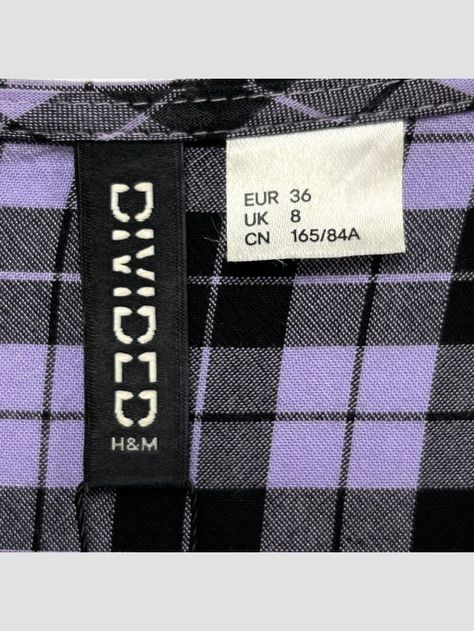 DIVIDED
H&M
EUR 36
UK 8
CN 165/84A